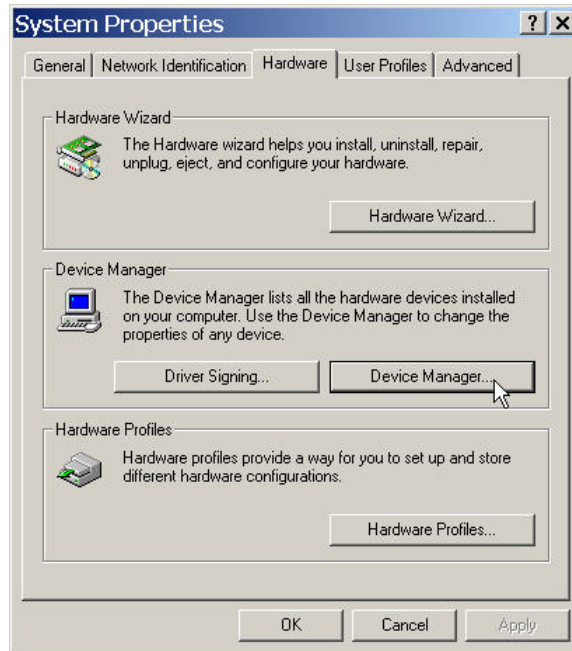 System Properties
General
Network Identification
Hardware
User Profiles
Advanced
Hardware Wizard
The Hardware wizard helps you install, uninstall, repair,
unplug, eject, and configure your hardware.
Hardware Wizard...
Device Manager
The Device Manager lists all the hardware devices installed
on your computer. Use the Device Manager to change the
properties of any device.
Driver Signing...
Device Manager...
Hardware Profiles
Hardware profiles provide a way for you to set up and store
different hardware configurations.
Hardware Profiles...
OK
Cancel
Apply